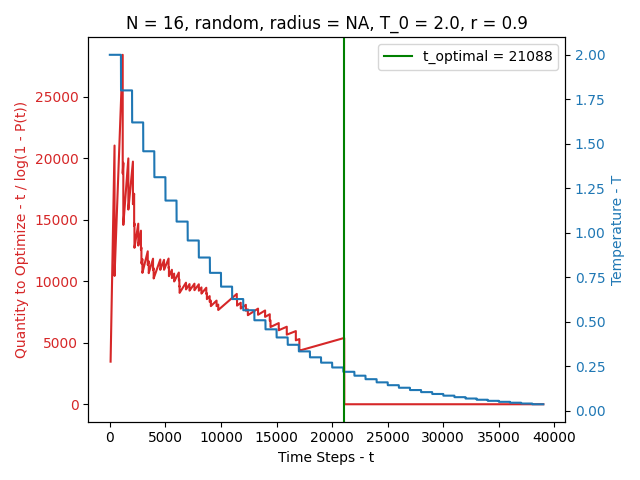 N = 16, random, radius = NA, T_0 = 2.0, r = 0.9
t_optimal = 21088
Quantity to Optimize - t / log(1 - P(t))
25000
20000
15000
10000
5000
0
2.00
1.75
1.50
1.25
1.00
0.75
0.50
0.25
0.00
Temperature - T
0 5000 10000 15000 20000 25000 30000 35000 40000
Time Steps - t